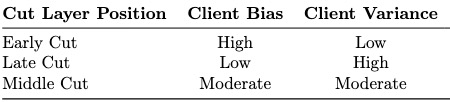 Cut Layer Position Client Bias Client Variance
Early Cut High Low
Late Cut Low High
Middle Cut Moderate Moderate